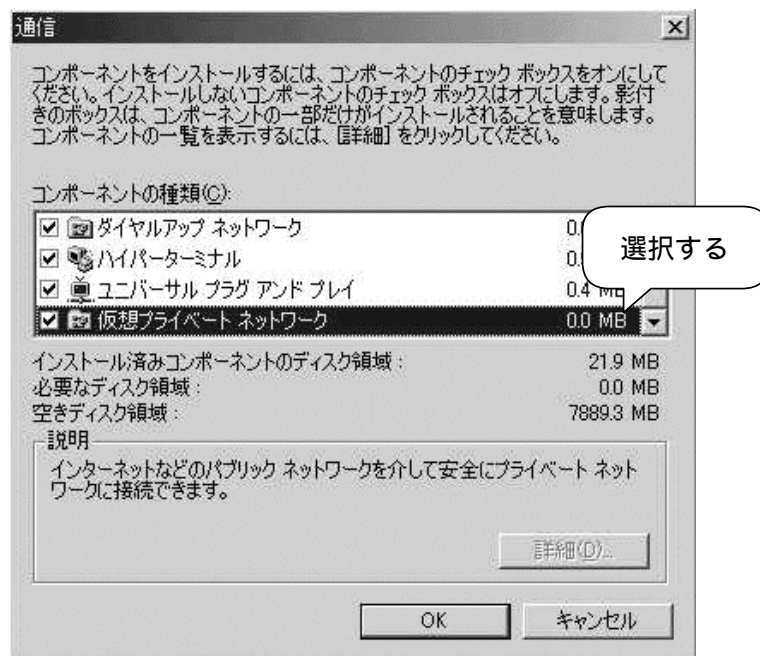 通信
コンポーネントをインストールするには、コンポーネントのチェック ボックスをオンにして
ください。インストールしないコンポーネントのチェック ボックスはオフにします。影付
きのボックスは、コンポーネントの一部だけがインストールされることを意味します。
コンポーネントの一覧を表示するには、[詳細] をクリックしてください。
コンポーネントの種類(C):
ダイヤルアップ ネットワーク
ハイパーターミナル
ユニバーサル プラグ アンド プレイ 0.4 MB
仮想プライベート ネットワーク 0.0 MB
選択する
インストール済みコンポーネントのディスク領域 : 21.9 MB
必要なディスク領域 : 0.0 MB
空きディスク領域 : 7889.3 MB
説明
インターネットなどのパブリック ネットワークを介して安全にプライベート ネット
ワークに接続できます。
詳細(D)...
OK キャンセル